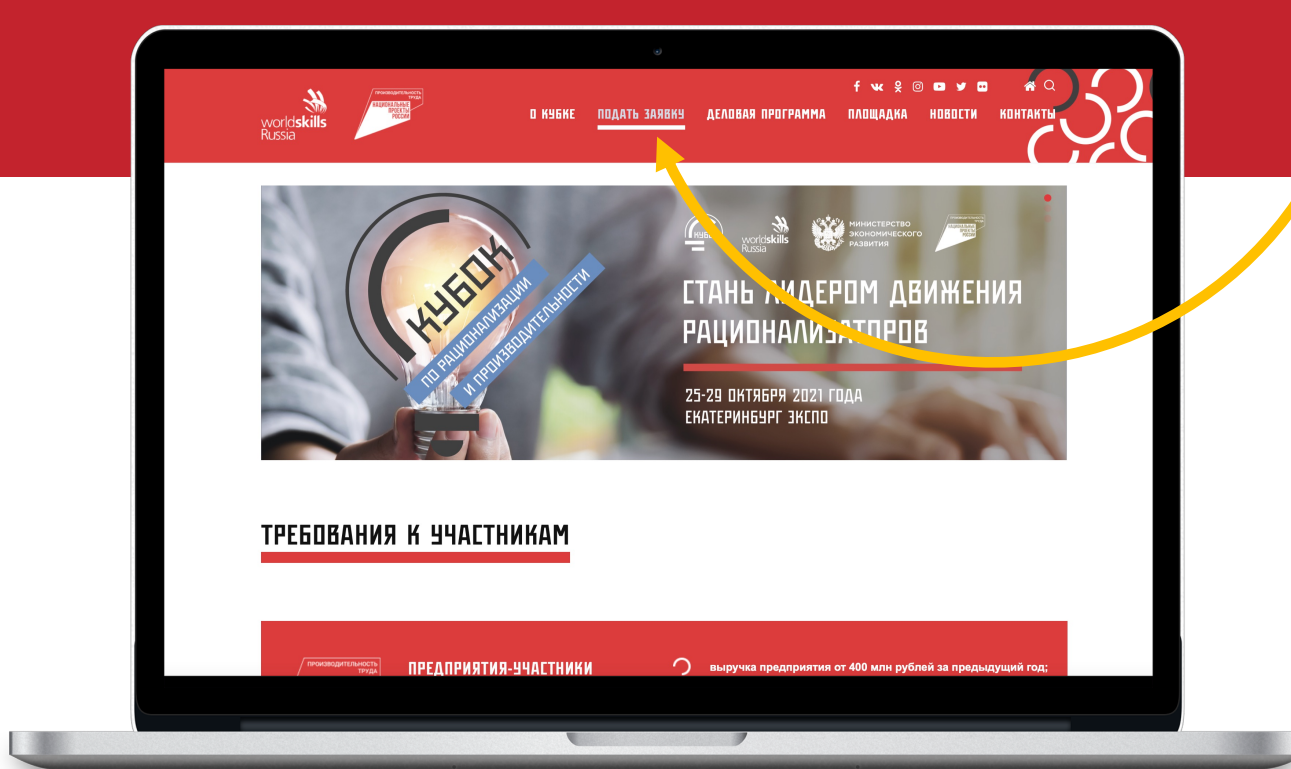 worldskills
Russia
ПРОИЗВОДИТЕЛЬНОСТЬ
ТРУДА
НАЦИОНАЛЬНЫЕ
ПРОЕКТЫ
РОССИИ
О КУБКЕ
ПОДАТЬ ЗАЯВКУ
ДЕЛОВАЯ ПРОГРАММА
ПЛОЩАДКА
НОВОСТИ
КОНТАКТЫ
КУБОК
ПО РАЦИОНАЛИЗАЦИИ
И ПРОИЗВОДИТЕЛЬНОСТИ
worldskills
Russia
МИНИСТЕРСТВО
ЭКОНОМИЧЕСКОГО
РАЗВИТИЯ
СТАНЬ ЛИДЕРОМ ДВИЖЕНИЯ
РАЦИОНАЛИЗАТОРОВ
25-29 ОКТЯБРЯ 2021 ГОДА
ЕКАТЕРИНБУРГ ЭКСПО
ТРЕБОВАНИЯ К УЧАСТНИКАМ
ПРОИЗВОДИТЕЛЬНОСТЬ
ТРУДА
ПРЕДПРИЯТИЯ-УЧАСТНИКИ
выручка предприятия от 400 млн рублей за предыдущий год;